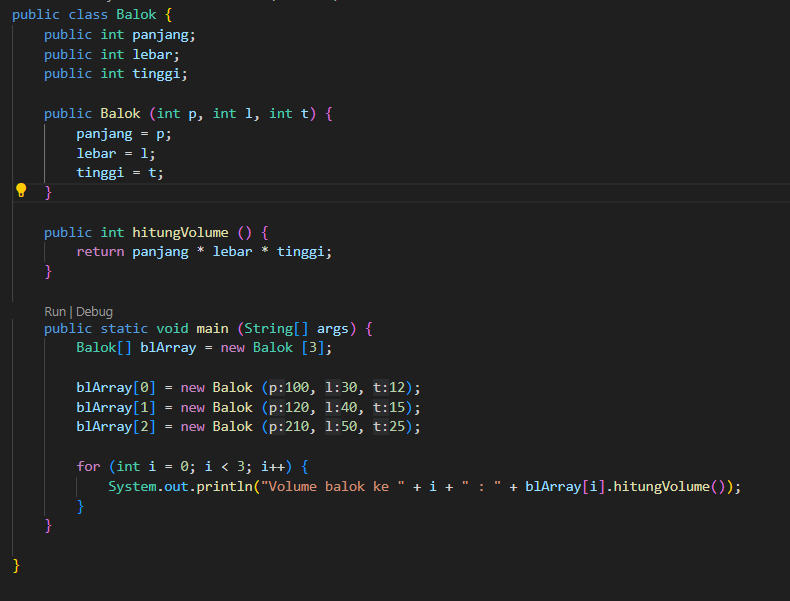 public class Balok {
    public int panjang;
    public int lebar;
    public int tinggi;

    public Balok (int p, int l, int t) {
        panjang = p;
        lebar = l;
        tinggi = t;
    }

    public int hitungVolume () {
        return panjang * lebar * tinggi;
    }

    Run | Debug
    public static void main (String[] args) {
        Balok[] blArray = new Balok [3];

        blArray[0] = new Balok (p:100, l:30, t:12);
        blArray[1] = new Balok (p:120, l:40, t:15);
        blArray[2] = new Balok (p:210, l:50, t:25);

        for (int i = 0; i < 3; i++) {
            System.out.println("Volume balok ke " + i + " : " + blArray[i].hitungVolume());
        }
    }

}